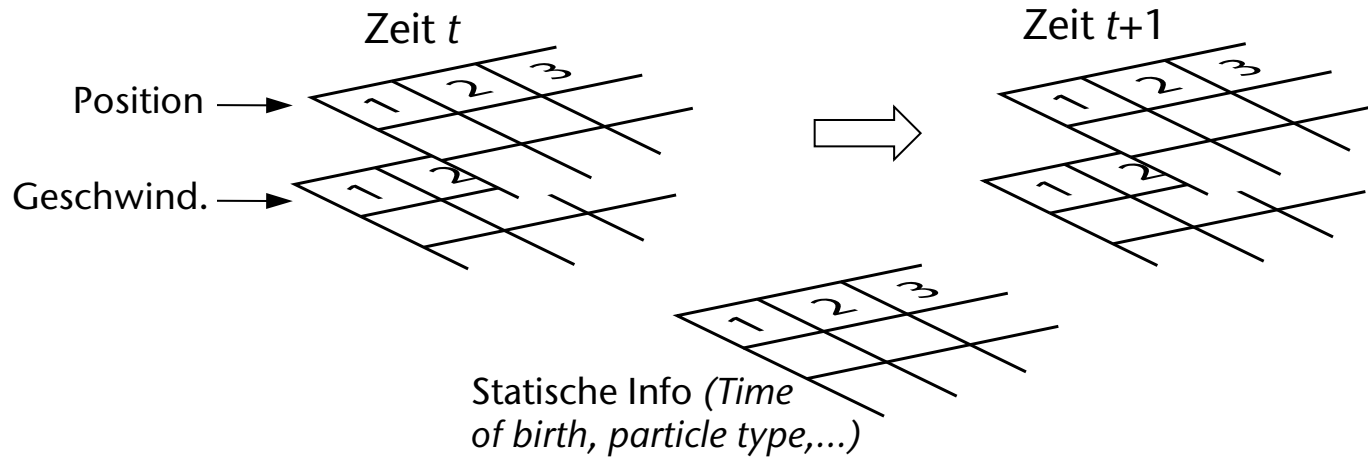 Zeit t
Zeit t+1
Position
1 2 3
1 2 3
Geschwind.
1 2
1 2
1 2 3
Statische Info (Time
of birth, particle type,...)